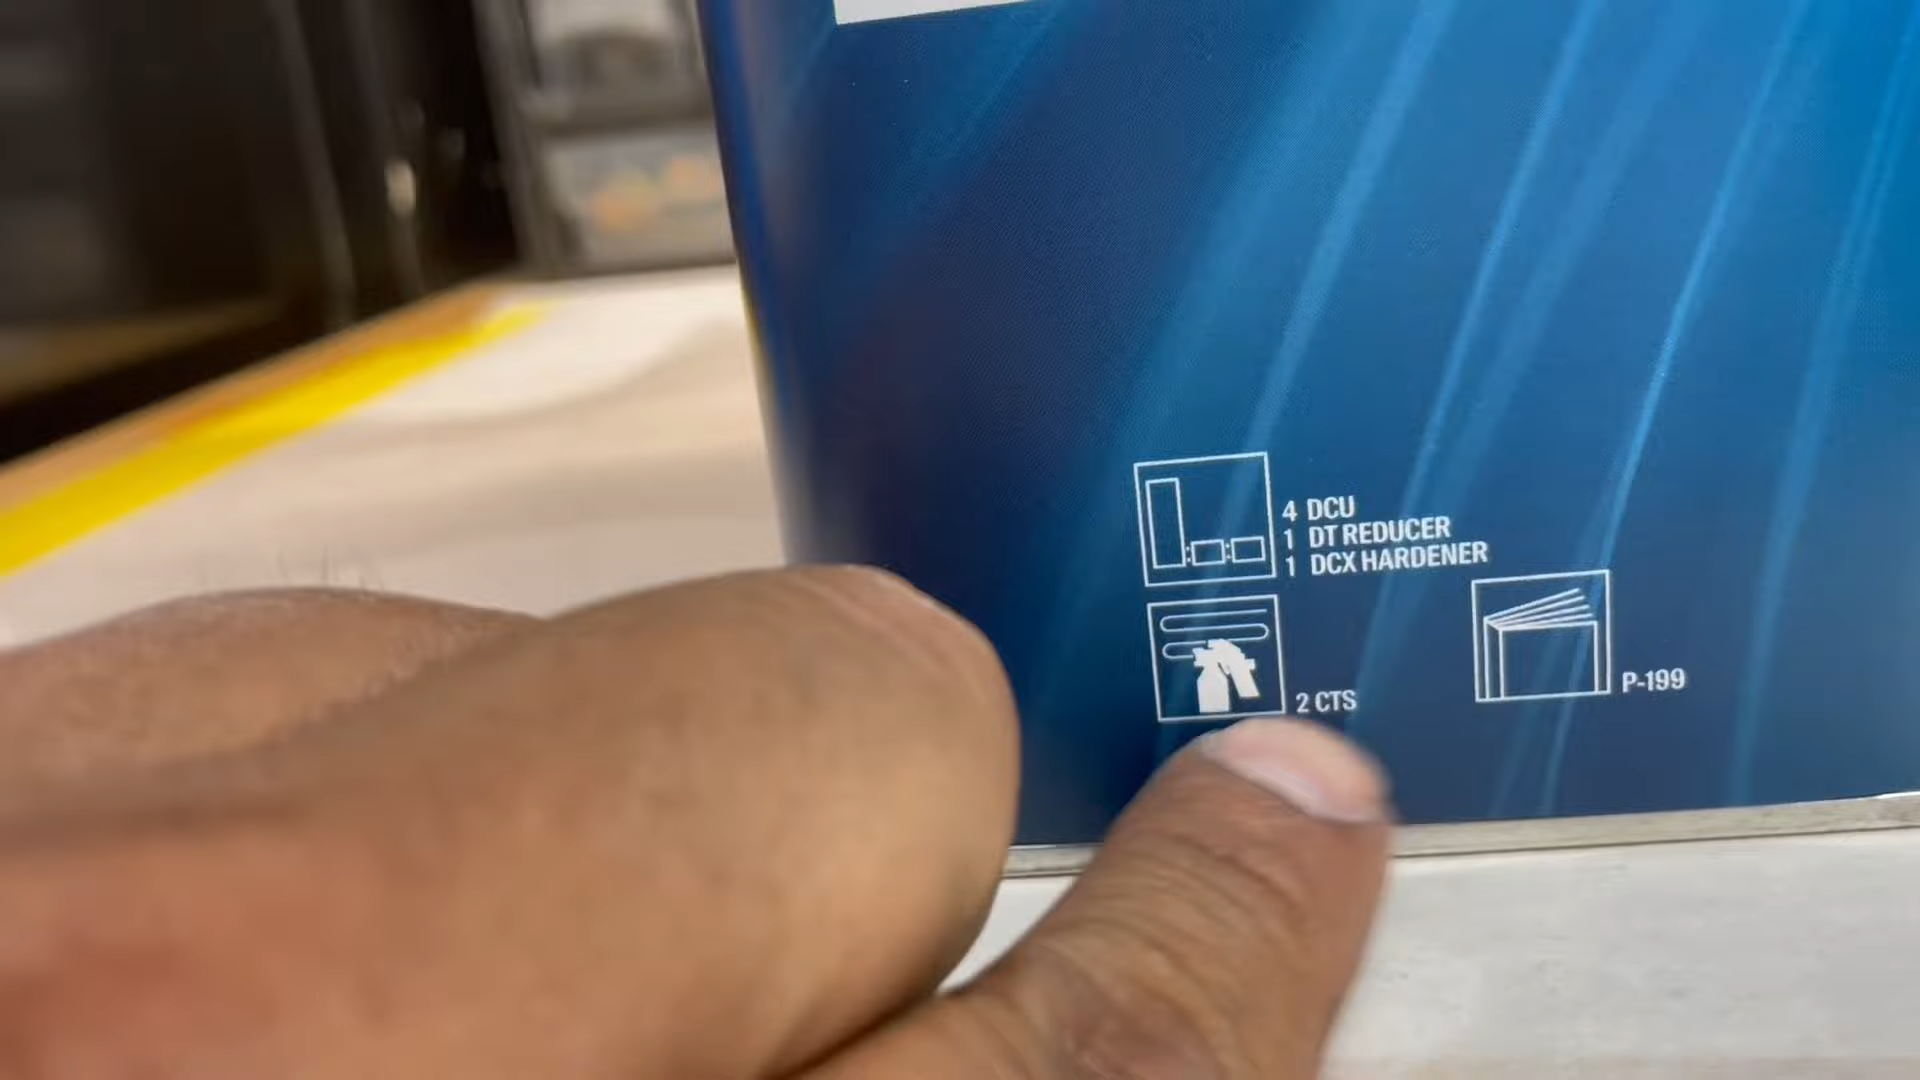 4 DCU
1 DT REDUCER
1 DCX HARDENER
2 CTS
P-199